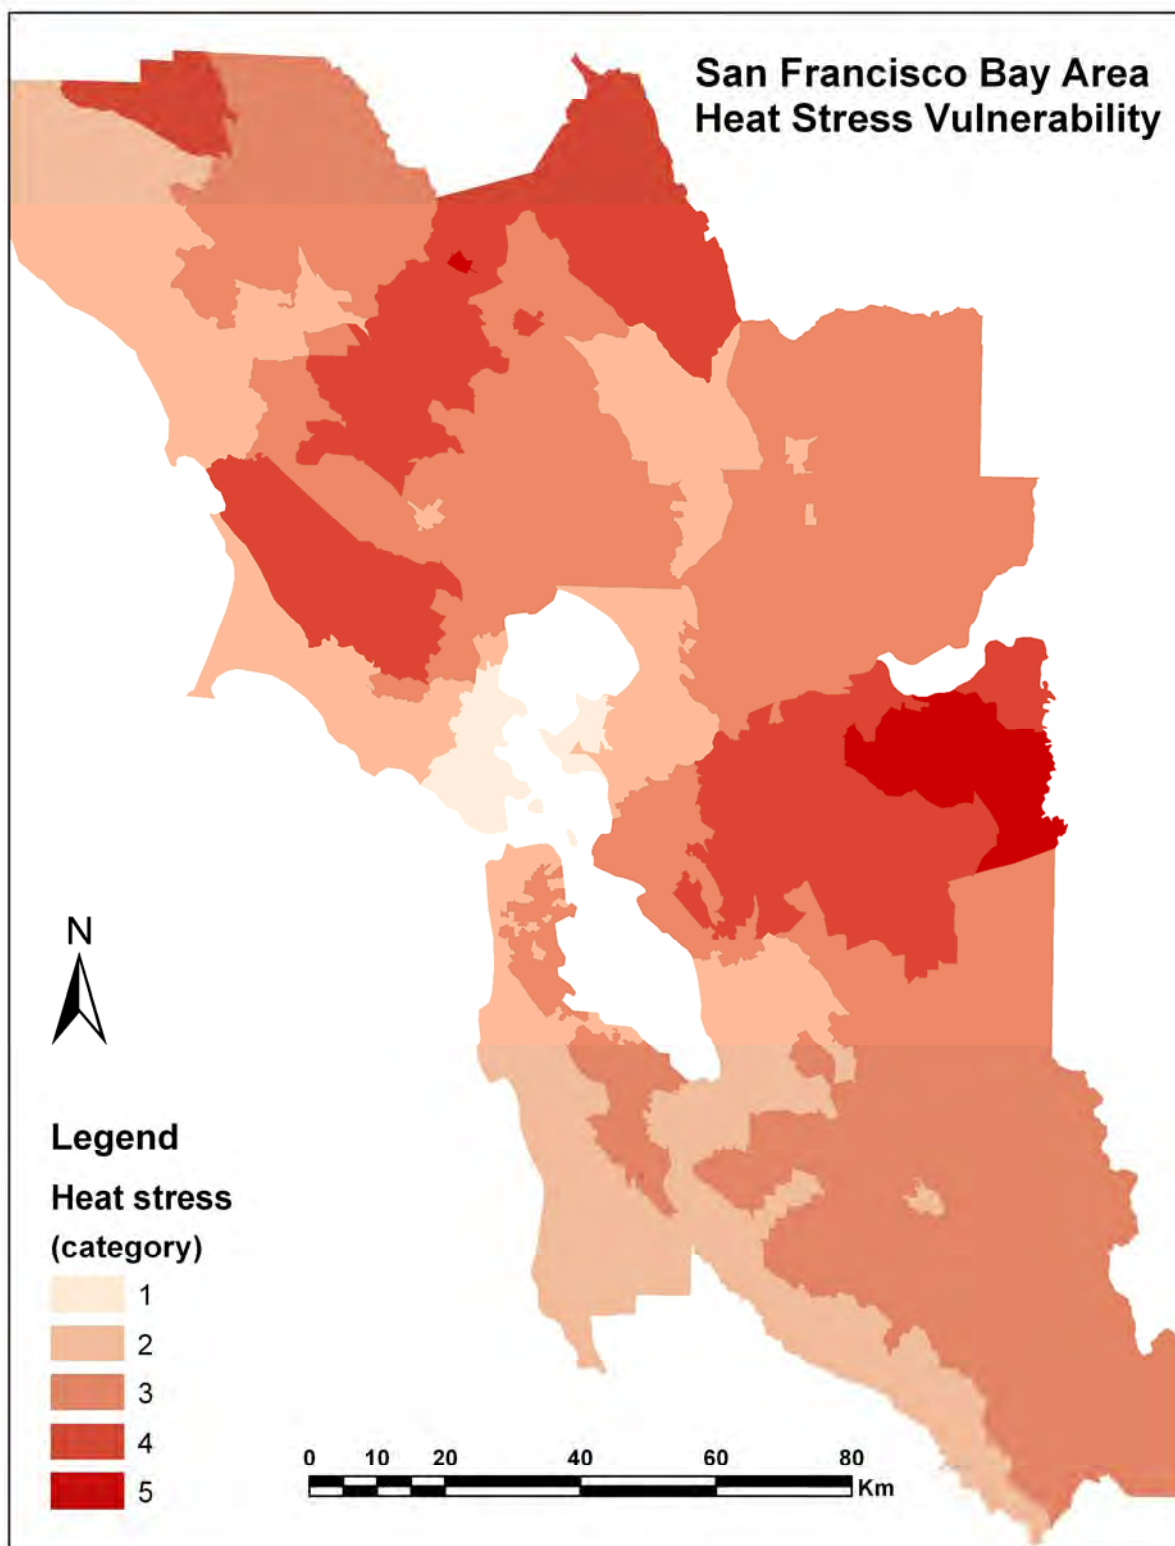 San Francisco Bay Area
Heat Stress Vulnerability
N
Legend
Heat stress
(category)
1
2
3
4
5
0 10 20 40 60 80
Km